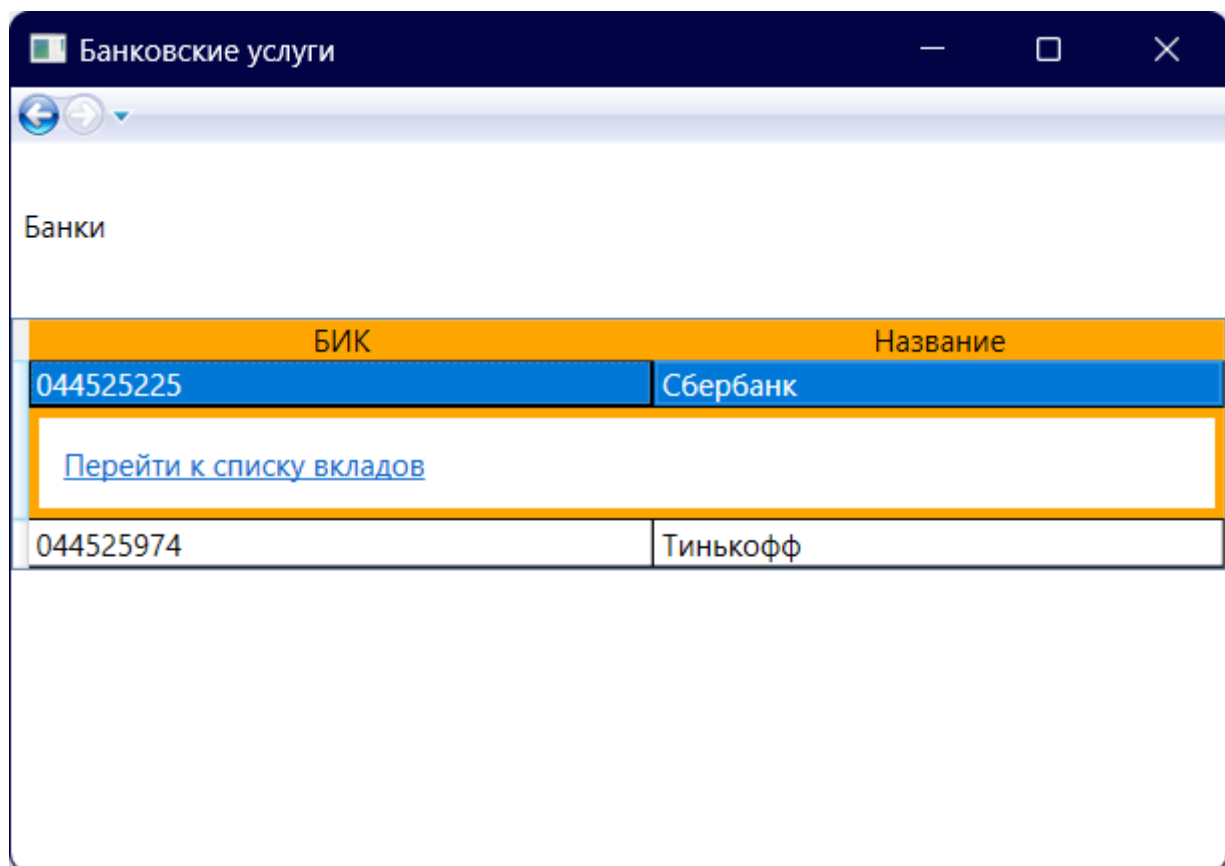 Банковские услуги
Банки
БИК Название
044525225 Сбербанк
Перейти к списку вкладов
044525974 Тинькофф